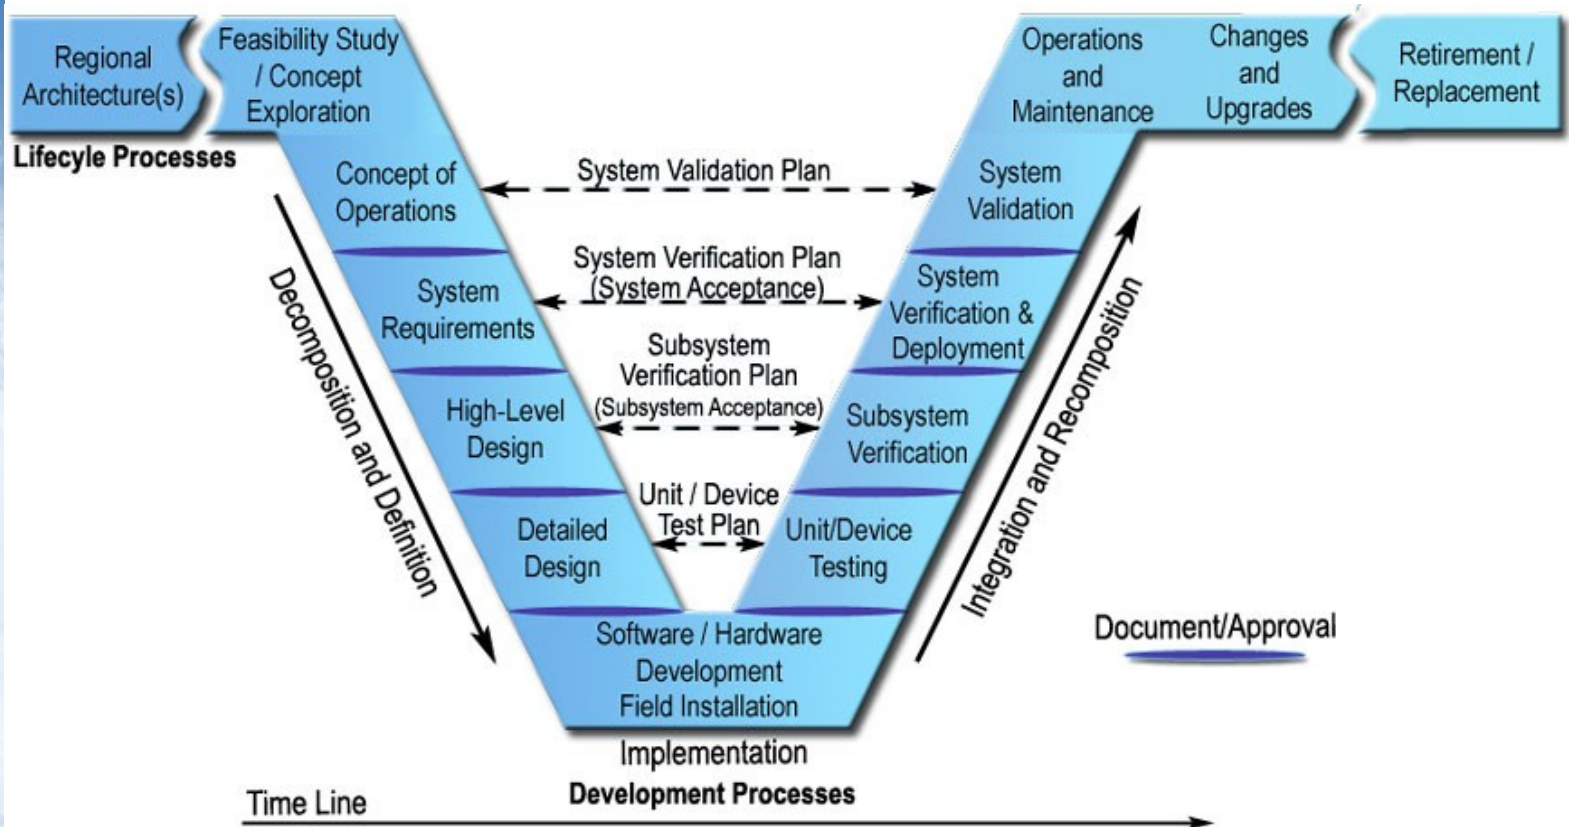 Regional
Architecture(s)
Feasibility Study
/ Concept
Exploration
Operations
and
Maintenance
Changes
and
Upgrades
Retirement /
Replacement
Lifecyle Processes
Concept of
Operations
System Validation Plan
System
Validation
System
Requirements
System Verification Plan
(System Acceptance)
System
Verification &
Deployment
High-Level
Design
Subsystem
Verification Plan
(Subsystem Acceptance)
Subsystem
Verification
Detailed
Design
Unit / Device
Test Plan
Unit/Device
Testing
Decomposition and Definition
Integration and Recomposition
Software / Hardware
Development
Field Installation
Document/Approval
Implementation
Development Processes
Time Line